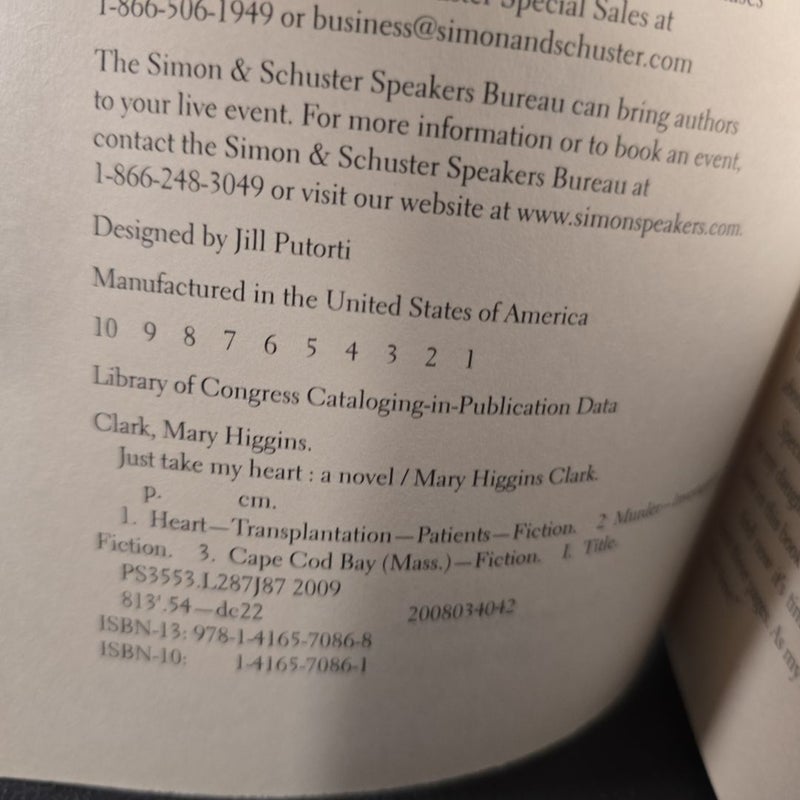 Special Sales at
1-866-506-1949 or business@simonandschuster.com
The Simon & Schuster Speakers Bureau can bring authors
to your live event. For more information or to book an event,
contact the Simon & Schuster Speakers Bureau at
1-866-248-3049 or visit our website at www.simonspeakers.com.
Designed by Jill Putorti
Manufactured in the United States of America
10 9 8 7 6 5 4 3 2 1
Library of Congress Cataloging-in-Publication Data
Clark, Mary Higgins.
Just take my heart : a novel / Mary Higgins Clark.
p. cm.
1. Heart—Transplantation—Patients—Fiction. 2 Murder—
Fiction. 3. Cape Cod Bay (Mass.)—Fiction. I. Title.
PS3553.L287J87 2009
813'.54—dc22 2008034042
ISBN-13: 978-1-4165-7086-8
ISBN-10: 1-4165-7086-1